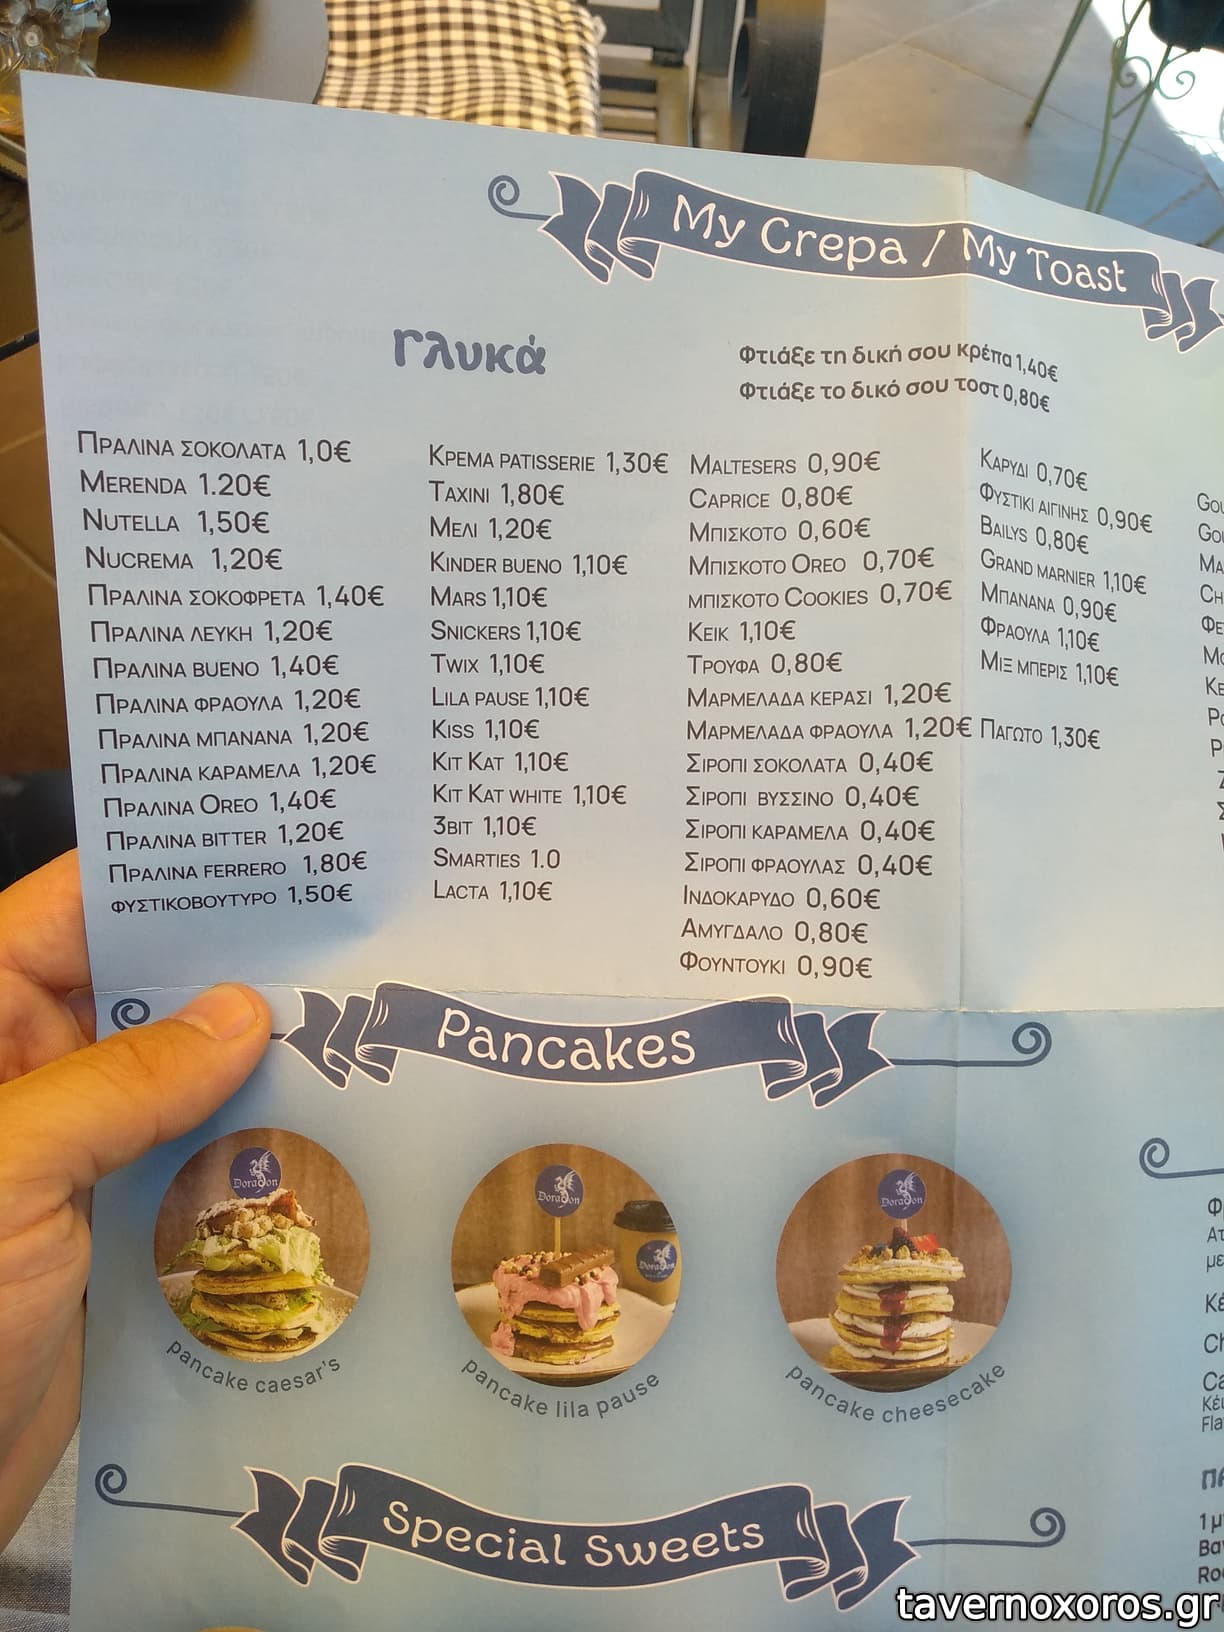 My Crepa / My Toast
Γλυκά
Φτιάξε τη δική σου κρέπα 1,40€
Φτιάξε το δικό σου τοστ 0,80€
ΠΡΑΛΙΝΑ ΣΟΚΟΛΑΤΑ 1,0€
MERENDA 1.20€
NUTELLA 1,50€
NUCREMA 1,20€
ΠΡΑΛΙΝΑ ΣΟΚΟΦΡΕΤΑ 1,40€
ΠΡΑΛΙΝΑ ΛΕΥΚΗ 1,20€
ΠΡΑΛΙΝΑ BUENO 1,40€
ΠΡΑΛΙΝΑ ΦΡΑΟΥΛΑ 1,20€
ΠΡΑΛΙΝΑ ΜΠΑΝΑΝΑ 1,20€
ΠΡΑΛΙΝΑ ΚΑΡΑΜΕΛΑ 1,20€
ΠΡΑΛΙΝΑ OREO 1,40€
ΠΡΑΛΙΝΑ BITTER 1,20€
ΠΡΑΛΙΝΑ FERRERO 1,80€
ΦΥΣΤΙΚΟΒΟΥΤΥΡΟ 1,50€
ΚΡΕΜΑ PATISSERIE 1,30€
ΤΑΧΙΝΙ 1,80€
ΜΕΛΙ 1,20€
KINDER BUENO 1,10€
MARS 1,10€
SNICKERS 1,10€
TWIX 1,10€
LILA PAUSE 1,10€
KISS 1,10€
KIT KAT 1,10€
KIT KAT WHITE 1,10€
3BIT 1,10€
SMARTIES 1.0
LACTA 1,10€
MALTESERS 0,90€
CAPRICE 0,80€
ΜΠΙΣΚΟΤΟ 0,60€
ΜΠΙΣΚΟΤΟ OREO 0,70€
ΜΠΙΣΚΟΤΟ COOKIES 0,70€
ΚΕΙΚ 1,10€
ΤΡΟΥΦΑ 0,80€
ΜΑΡΜΕΛΑΔΑ ΚΕΡΑΣΙ 1,20€
ΜΑΡΜΕΛΑΔΑ ΦΡΑΟΥΛΑ 1,20€
ΣΙΡΟΠΙ ΣΟΚΟΛΑΤΑ 0,40€
ΣΙΡΟΠΙ ΒΥΣΣΙΝΟ 0,40€
ΣΙΡΟΠΙ ΚΑΡΑΜΕΛΑ 0,40€
ΣΙΡΟΠΙ ΦΡΑΟΥΛΑΣ 0,40€
ΙΝΔΟΚΑΡΥΔΟ 0,60€
ΑΜΥΓΔΑΛΟ 0,80€
ΦΟΥΝΤΟΥΚΙ 0,90€
ΚΑΡΥΔΙ 0,70€
ΦΥΣΤΙΚΙ ΑΙΓΙΝΗΣ 0,90€
BAILYS 0,80€
GRAND MARNIER 1,10€
ΜΠΑΝΑΝΑ 0,90€
ΦΡΑΟΥΛΑ 1,10€
ΜΙΞ ΜΠΕΡΙΣ 1,10€
ΠΑΓΩΤΟ 1,30€
Pancakes
Doragon
Doragon
Doragon
Doragon
pancake caesar's
pancake lila pause
pancake cheesecake
με
Special Sweets
tavernoxoros.gr